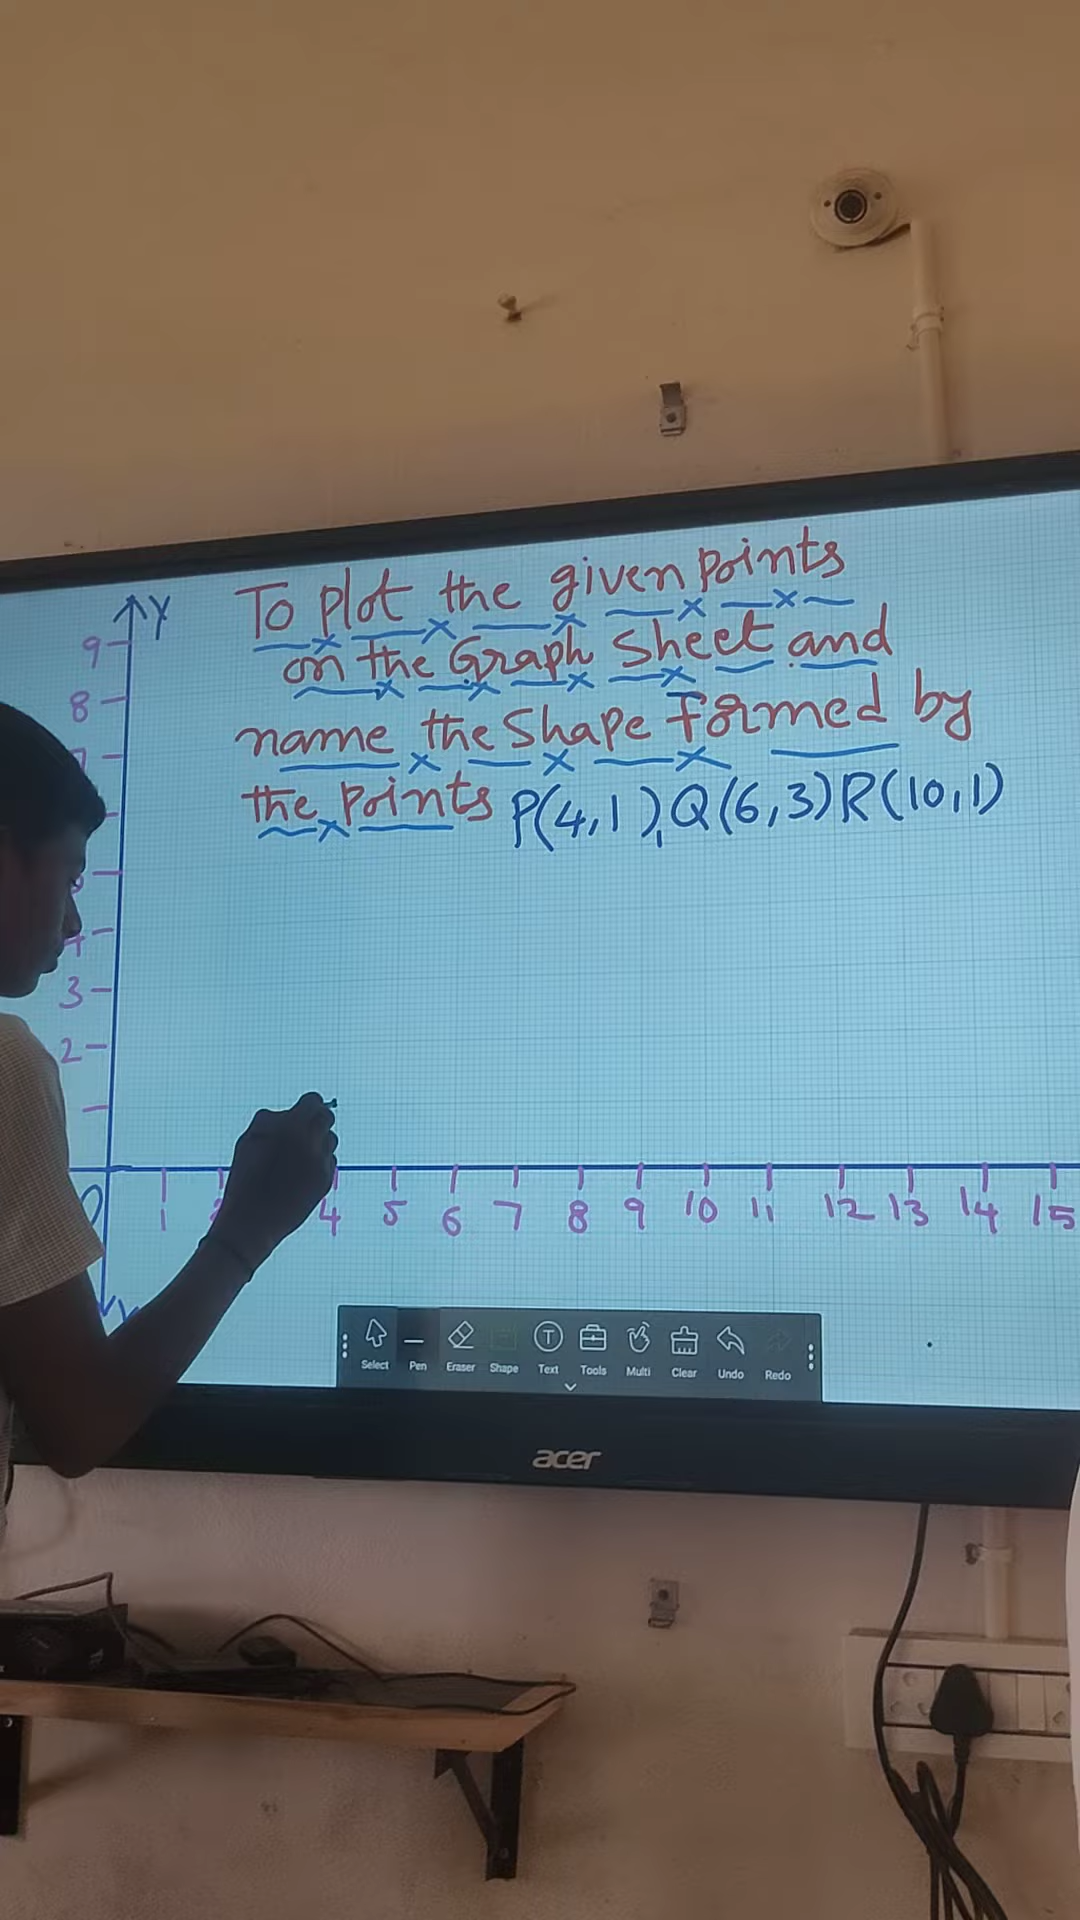 To plot the given points
on the Graph Sheet and
name the Shape formed by
the points P(4,1), Q(6,3) R(10,1)
Y
9
8
3
2
0
1 4 5 6 7 8 9 10 11 12 13 14 15
Select Pen Eraser Shape Text Tools Multi Clear Undo Redo
acer